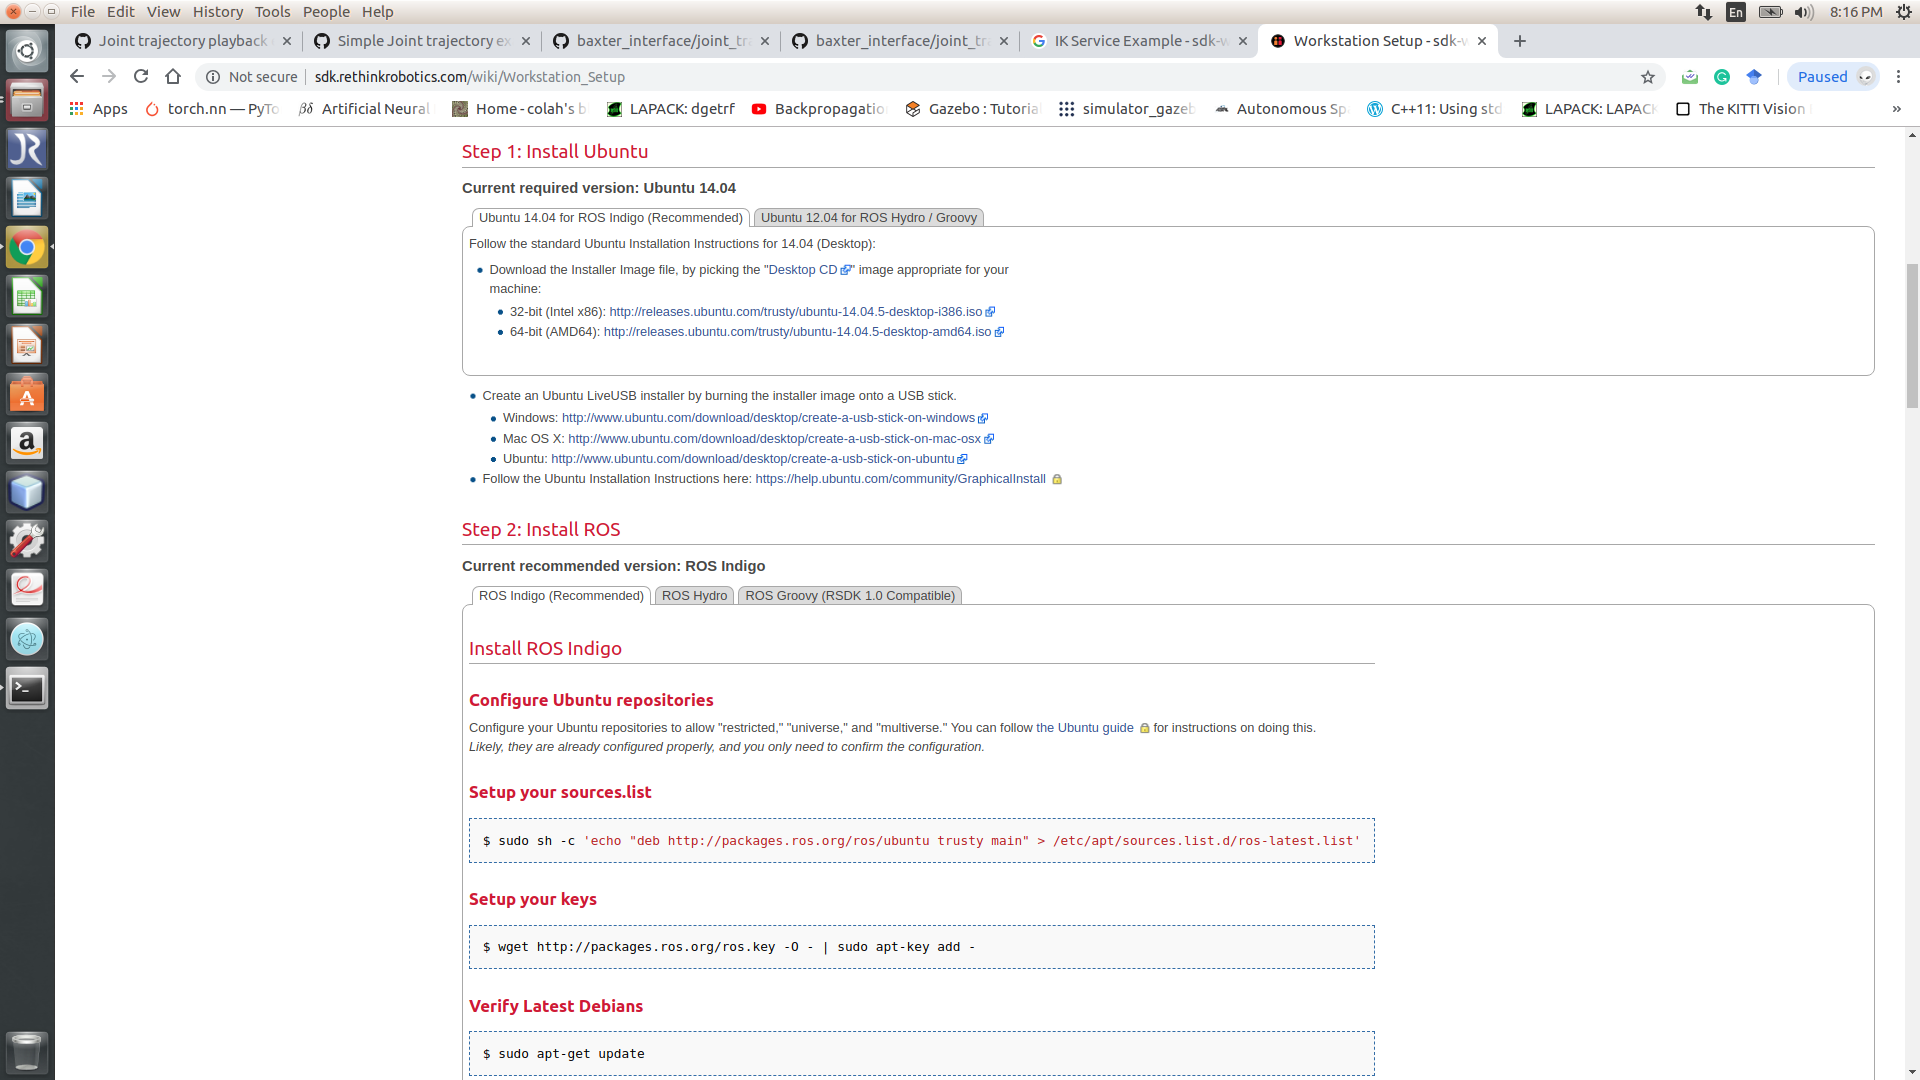 File Edit View History Tools People Help
En
8:16 PM
Joint trajectory playback
Simple Joint trajectory ex
baxter_interface/joint_tra
baxter_interface/joint_tra
IK Service Example - sdk-w
Workstation Setup - sdk-w
Not secure sdk.rethinkrobotics.com/wiki/Workstation_Setup
Paused
Apps
torch.nn — PyTo
βδ Artificial Neural
Home - colah's b
LAPACK: dgetrf
Backpropagatio
Gazebo : Tutorial
simulator_gazeb
Autonomous Sp
C++11: Using std
LAPACK: LAPACK
The KITTI Vision
»
Step 1: Install Ubuntu
Current required version: Ubuntu 14.04
Ubuntu 14.04 for ROS Indigo (Recommended) Ubuntu 12.04 for ROS Hydro / Groovy
Follow the standard Ubuntu Installation Instructions for 14.04 (Desktop):
Download the Installer Image file, by picking the "Desktop CD" image appropriate for your
machine:
32-bit (Intel x86): http://releases.ubuntu.com/trusty/ubuntu-14.04.5-desktop-i386.iso
64-bit (AMD64): http://releases.ubuntu.com/trusty/ubuntu-14.04.5-desktop-amd64.iso
Create an Ubuntu LiveUSB installer by burning the installer image onto a USB stick.
Windows: http://www.ubuntu.com/download/desktop/create-a-usb-stick-on-windows
Mac OS X: http://www.ubuntu.com/download/desktop/create-a-usb-stick-on-mac-osx
Ubuntu: http://www.ubuntu.com/download/desktop/create-a-usb-stick-on-ubuntu
Follow the Ubuntu Installation Instructions here: https://help.ubuntu.com/community/GraphicalInstall
Step 2: Install ROS
Current recommended version: ROS Indigo
ROS Indigo (Recommended) ROS Hydro ROS Groovy (RSDK 1.0 Compatible)
Install ROS Indigo
Configure Ubuntu repositories
Configure your Ubuntu repositories to allow "restricted," "universe," and "multiverse." You can follow the Ubuntu guide for instructions on doing this.
Likely, they are already configured properly, and you only need to confirm the configuration.
Setup your sources.list
$ sudo sh -c 'echo "deb http://packages.ros.org/ros/ubuntu trusty main" > /etc/apt/sources.list.d/ros-latest.list'
Setup your keys
$ wget http://packages.ros.org/ros.key -O - | sudo apt-key add -
Verify Latest Debians
$ sudo apt-get update